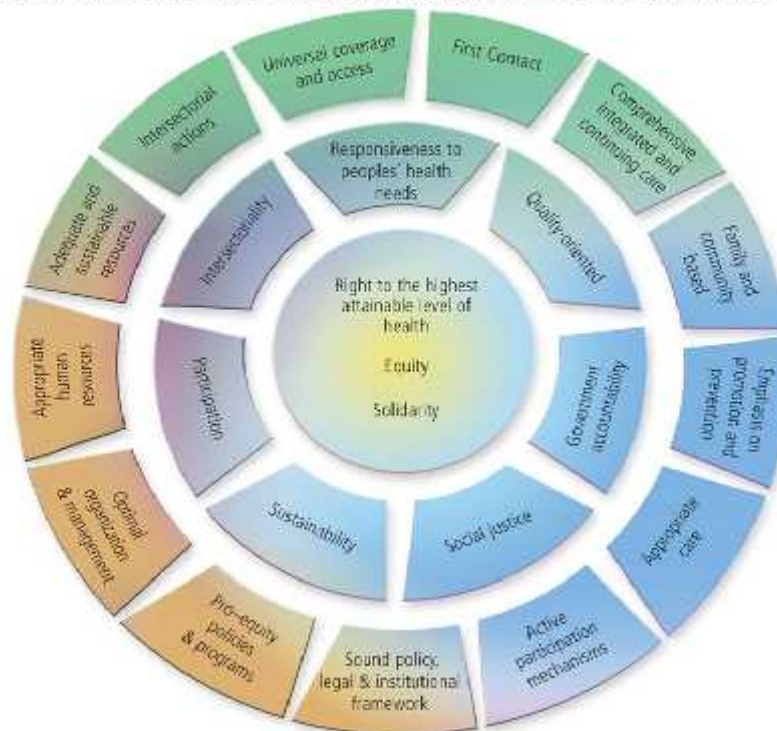 Universal coverage
and access
First Contact
Comprehensive
integrated and
continuing care
Family and
community
based
Emphasis on
promotion and
prevention
Appropriate
care
Active
participation
mechanisms
Sound policy,
legal & institutional
framework
Pro-equity
policies
& programs
Optimal
organization
& management
Appropriate
human
resources
Adequate and
sustainable
resources
Intersectorial
actions
Responsiveness to
peoples' health
needs
Quality-oriented
Government
accountability
Social justice
Sustainability
Participation
Intersectoriality
Right to the highest
attainable level of
health
Equity
Solidarity